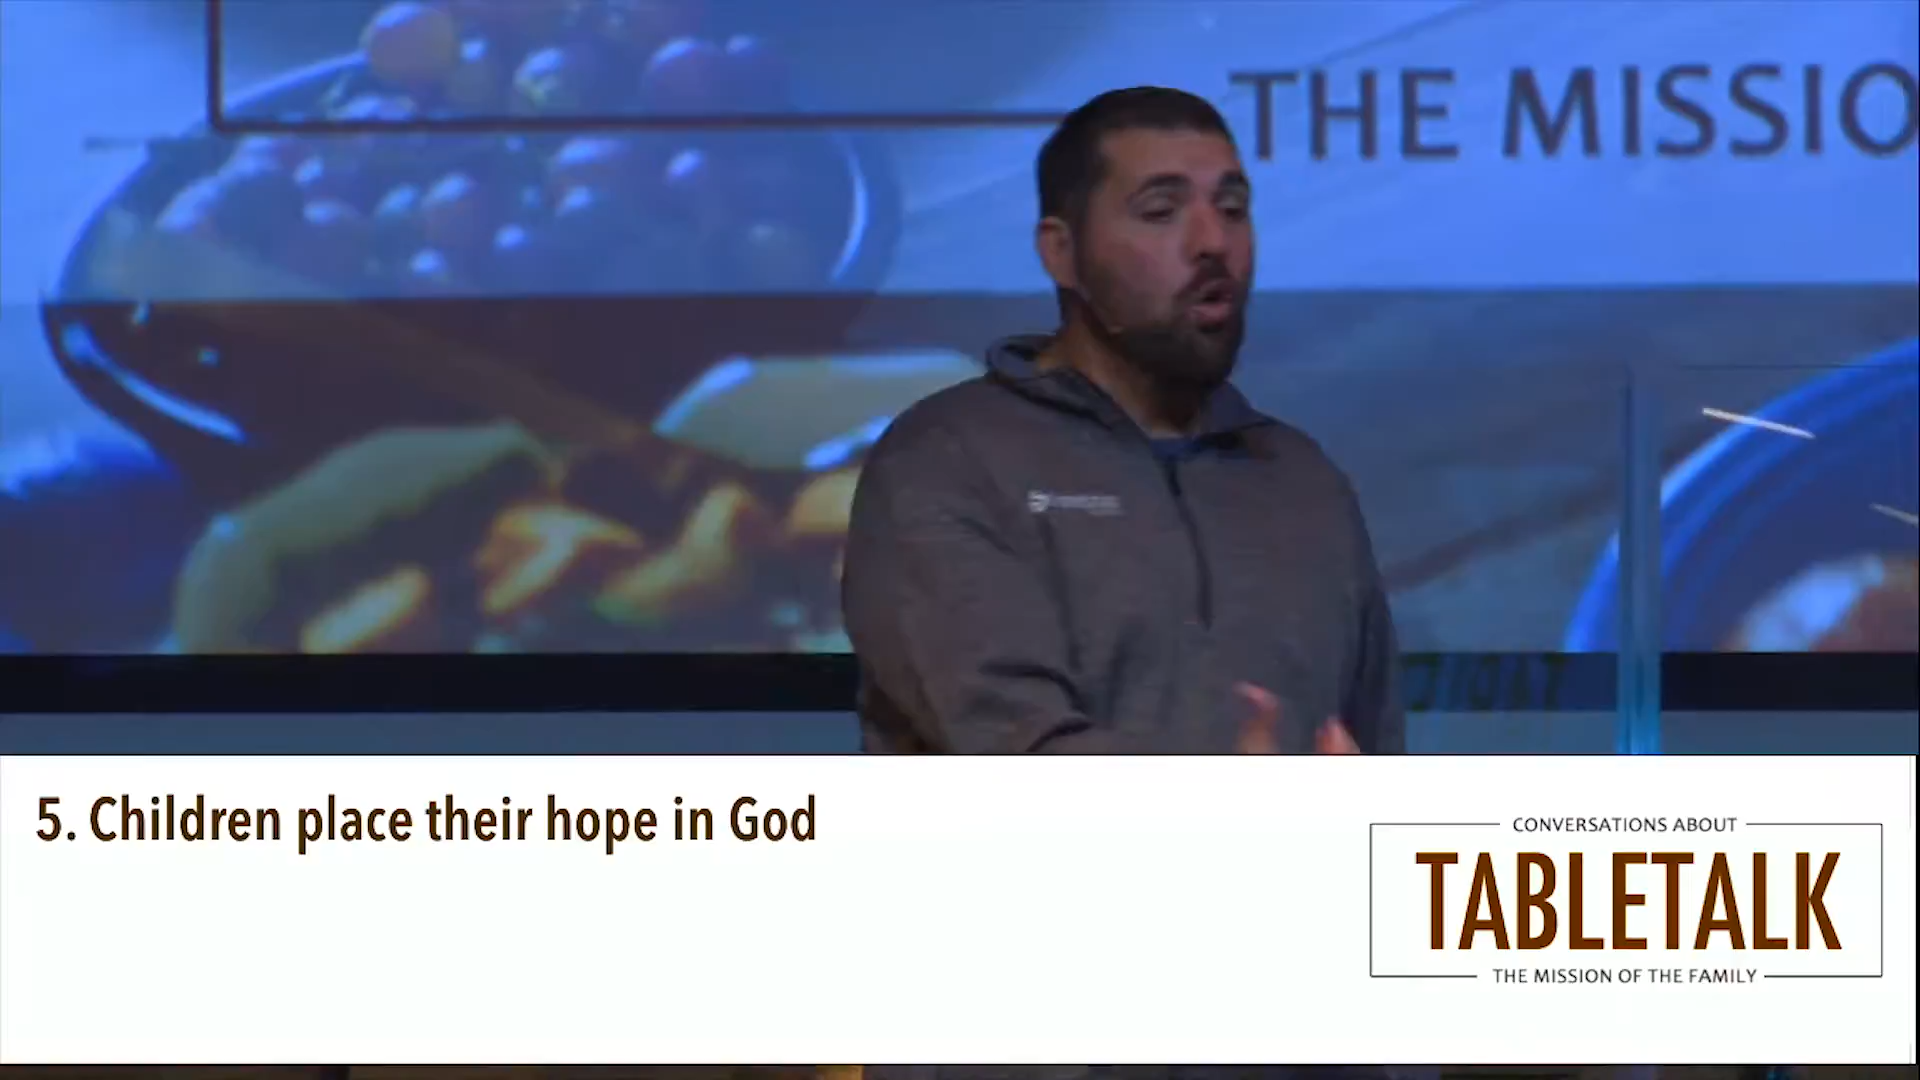 THE MISSIO
5. Children place their hope in God
CONVERSATIONS ABOUT
TABLETALK
THE MISSION OF THE FAMILY